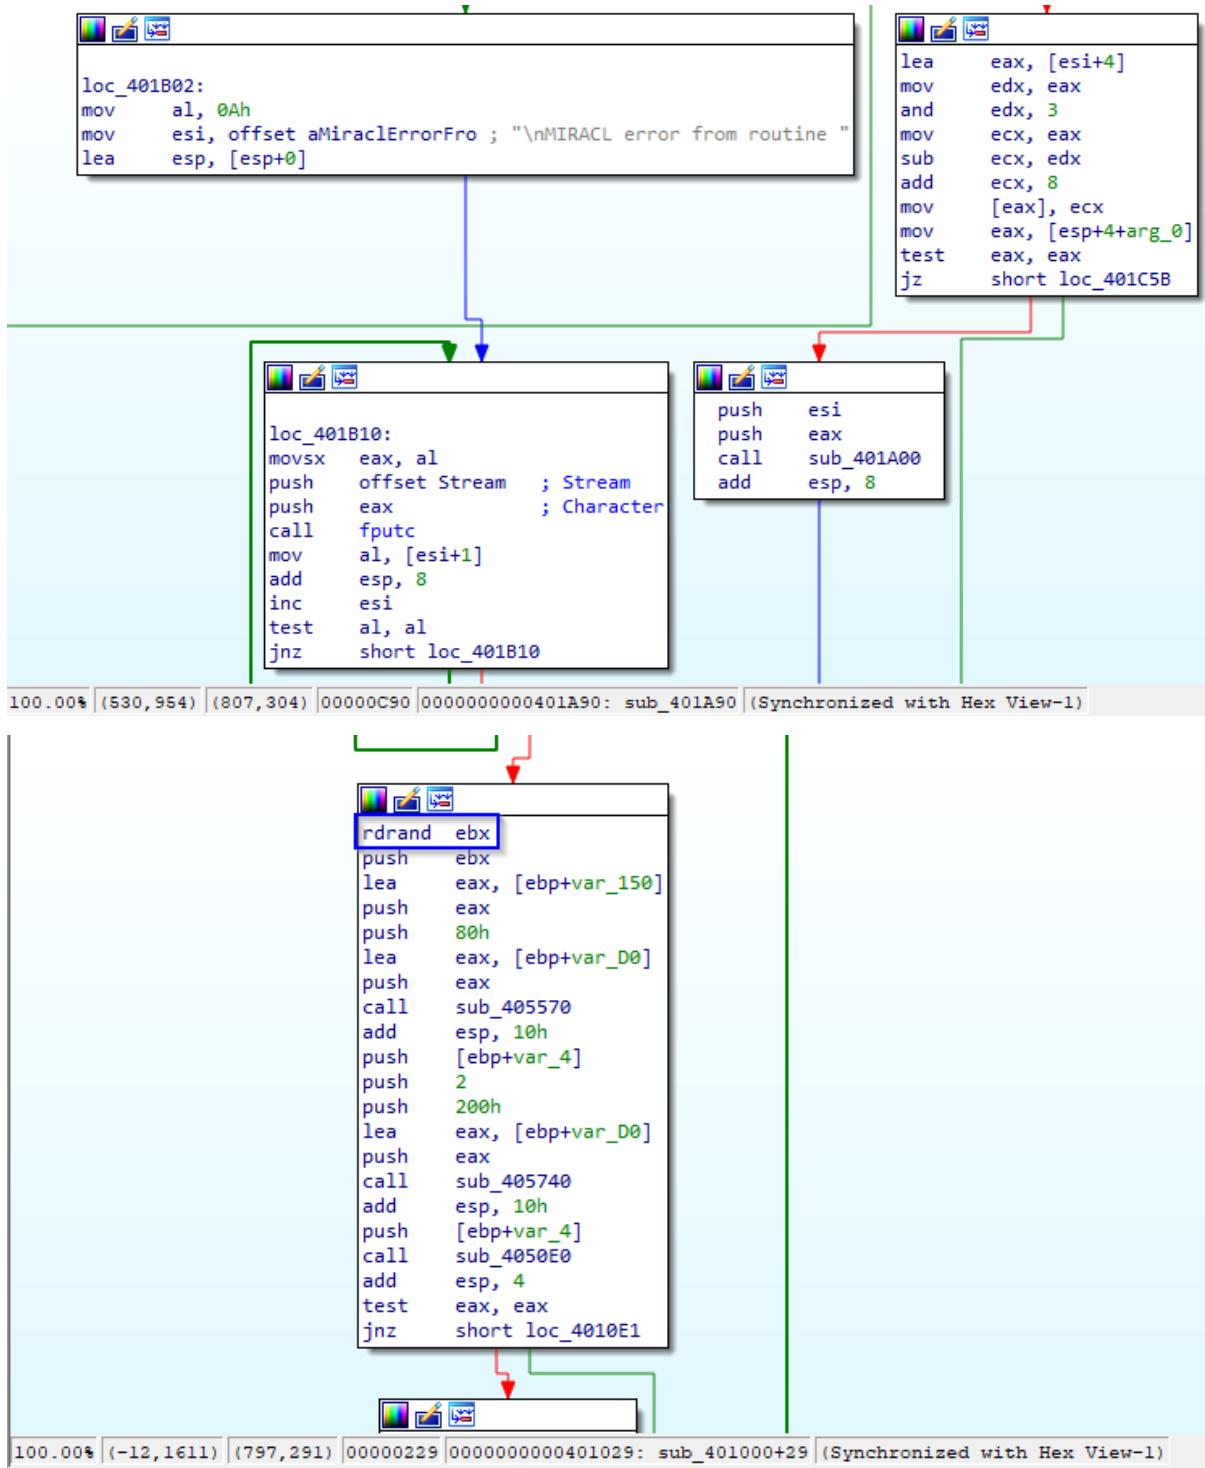 loc_401B02:
mov al, 0Ah
mov esi, offset aMiraclErrorFro ; "\nMIRACL error from routine "
lea esp, [esp+0]
lea eax, [esi+4]
mov edx, eax
and edx, 3
mov ecx, eax
sub ecx, edx
add ecx, 8
mov [eax], ecx
mov eax, [esp+4+arg_0]
test eax, eax
jz short loc_401C5B
loc_401B10:
movsx eax, al
push offset Stream ; Stream
push eax ; Character
call fputc
mov al, [esi+1]
add esp, 8
inc esi
test al, al
jnz short loc_401B10
push esi
push eax
call sub_401A00
add esp, 8
100.00% (530,954) (807,304) 00000C90 0000000000401A90: sub_401A90 (Synchronized with Hex View-1)
rdrand ebx
push ebx
lea eax, [ebp+var_150]
push eax
push 80h
lea eax, [ebp+var_D0]
push eax
call sub_405570
add esp, 10h
push [ebp+var_4]
push 2
push 200h
lea eax, [ebp+var_D0]
push eax
call sub_405740
add esp, 10h
push [ebp+var_4]
call sub_4050E0
add esp, 4
test eax, eax
jnz short loc_4010E1
100.00% (-12,1611) (797,291) 00000229 0000000000401029: sub_401000+29 (Synchronized with Hex View-1)